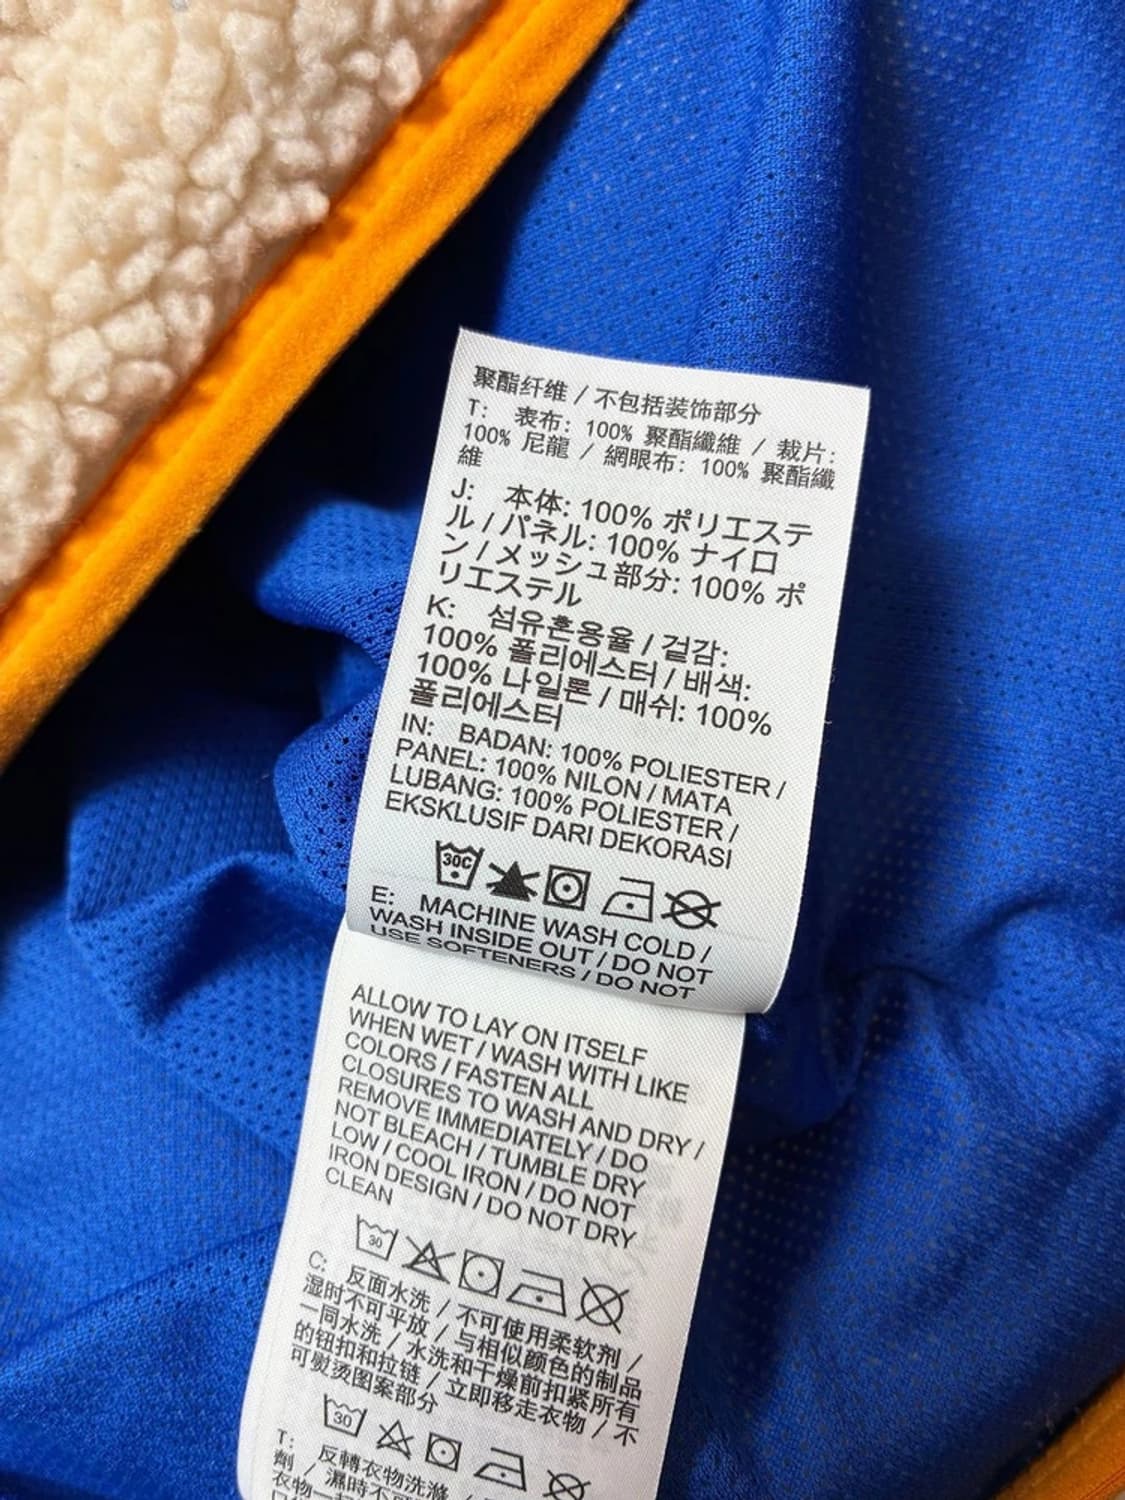 聚酯纤维 / 不包括装饰部分
T: 表布: 100% 聚酯纖維 / 裁片:
100% 尼龍 / 網眼布: 100% 聚酯纖
維
J: 本体: 100% ポリエステ
ル / パネル: 100% ナイロ
ン / メッシュ部分: 100% ポ
リエステル
K: 섬유혼용율 / 겉감:
100% 폴리에스터 / 배색:
100% 나일론 / 매쉬: 100%
폴리에스터
IN: BADAN: 100% POLIESTER /
PANEL: 100% NILON / MATA
LUBANG: 100% POLIESTER /
EKSKLUSIF DARI DEKORASI
30C
E: MACHINE WASH COLD /
WASH INSIDE OUT / DO NOT
USE SOFTENERS / DO NOT
ALLOW TO LAY ON ITSELF
WHEN WET / WASH WITH LIKE
COLORS / FASTEN ALL
CLOSURES TO WASH AND DRY /
REMOVE IMMEDIATELY / DO
NOT BLEACH / TUMBLE DRY
LOW / COOL IRON / DO NOT
IRON DESIGN / DO NOT DRY
CLEAN
30
C: 反面水洗 / 不可使用柔软剂 /
湿时不可平放 / 与相似颜色的制品
一同水洗 / 水洗和干燥前扣紧所有
的钮扣和拉链 / 立即移走衣物 / 不
可熨烫图案部分
30
T: 反轉衣物洗滌 /
劑 / 濕時不可
衣物一起